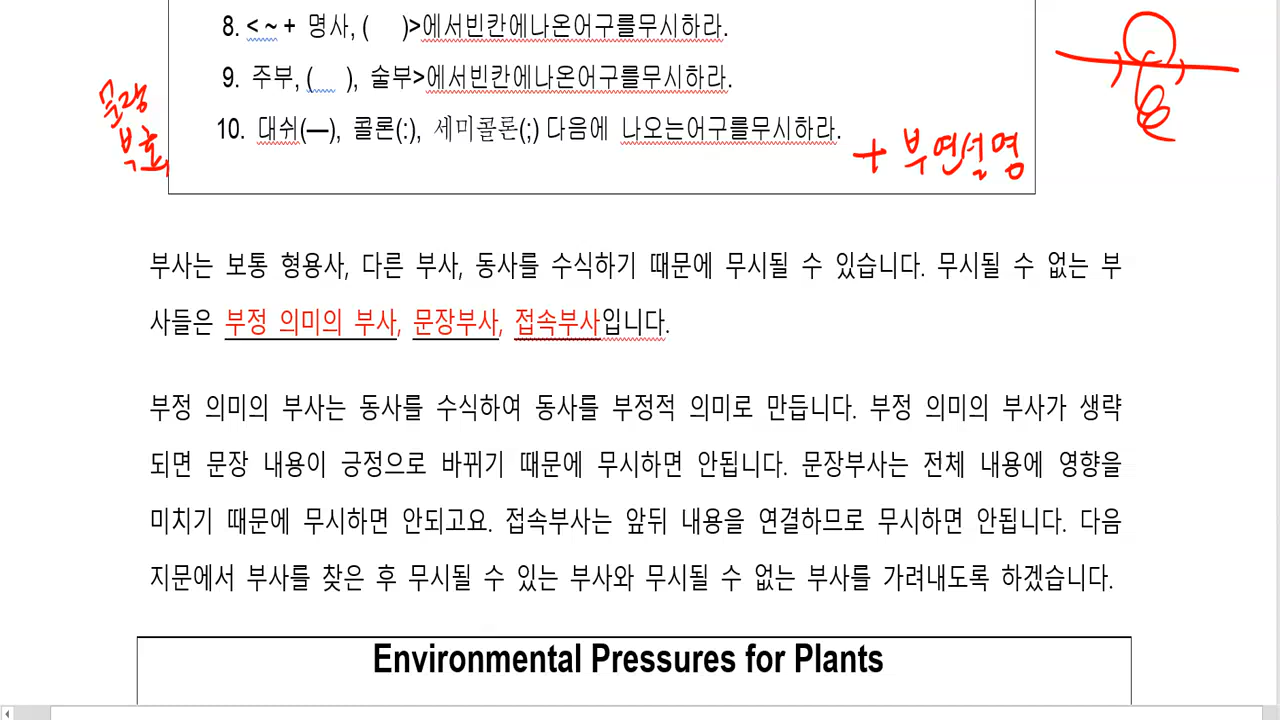 8. < ~ + 명사, (    )>에서빈칸에나온어구를무시하라.
9. 주부, (    ), 술부>에서빈칸에나온어구를무시하라.
10. 대쉬(—), 콜론(:), 세미콜론(;) 다음에 나오는어구를무시하라.
문장
부호
+ 부연설명
부사는 보통 형용사, 다른 부사, 동사를 수식하기 때문에 무시될 수 있습니다. 무시될 수 없는 부
사들은 부정 의미의 부사, 문장부사, 접속부사입니다.
부정 의미의 부사는 동사를 수식하여 동사를 부정적 의미로 만듭니다. 부정 의미의 부사가 생략
되면 문장 내용이 긍정으로 바뀌기 때문에 무시하면 안됩니다. 문장부사는 전체 내용에 영향을
미치기 때문에 무시하면 안되고요. 접속부사는 앞뒤 내용을 연결하므로 무시하면 안됩니다. 다음
지문에서 부사를 찾은 후 무시될 수 있는 부사와 무시될 수 없는 부사를 가려내도록 하겠습니다.
Environmental Pressures for Plants